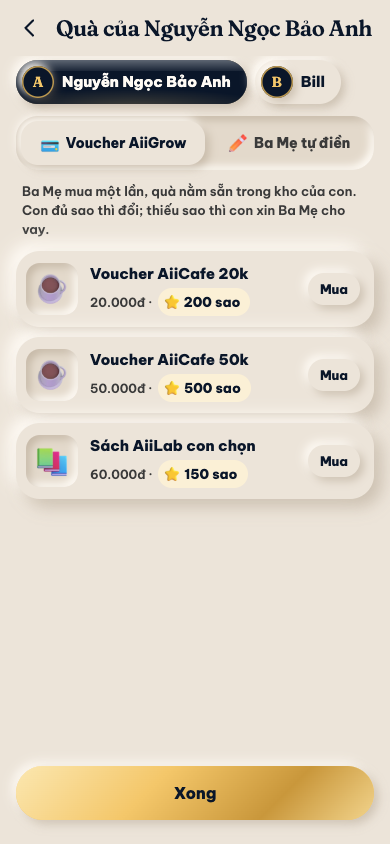 Quà của Nguyễn Ngọc Bảo Anh
A Nguyễn Ngọc Bảo Anh
B Bill
Voucher AiiGrow
Ba Mẹ tự điền
Ba Mẹ mua một lần, quà nằm sẵn trong kho của con.
Con đủ sao thì đổi; thiếu sao thì con xin Ba Mẹ cho
vay.
Voucher AiiCafe 20k
20.000đ · 200 sao
Mua
Voucher AiiCafe 50k
50.000đ · 500 sao
Mua
Sách AiiLab con chọn
60.000đ · 150 sao
Mua
Xong